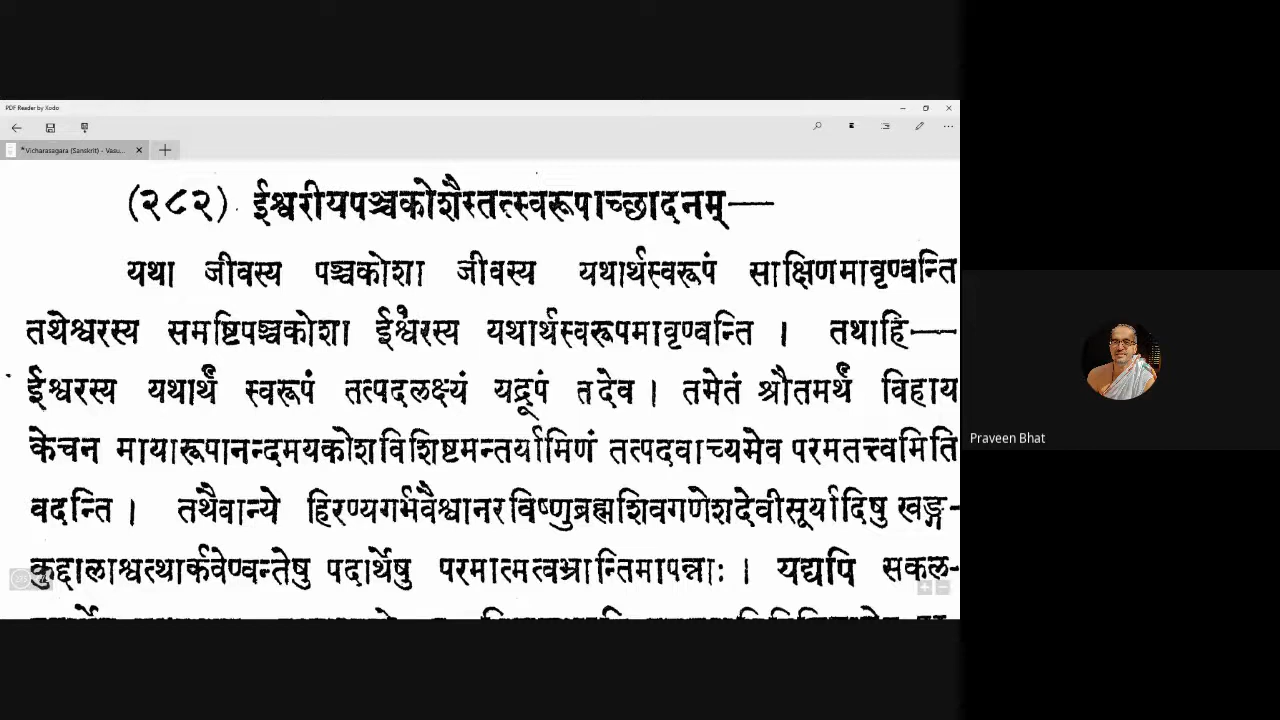 PDF Reader by Xodo
*Vicharasagara (Sanskrit) - Vasu...
(२८२) ईश्वरीयपञ्चकोशैस्तत्स्वरूपाच्छादनम्—
यथा जीवस्य पञ्चकोशा जीवस्य यथार्थस्वरूपं साक्षिणमावृण्वन्ति
तथेश्वरस्य समष्टिपञ्चकोशा ईश्वरस्य यथार्थस्वरूपमावृण्वन्ति । तथाहि—
ईश्वरस्य यथार्थं स्वरूपं तत्पदलक्ष्यं यद्रूपं तदेव । तमेतं श्रौतमर्थं विहाय
केचन मायारूपानन्दमयकोशविशिष्टमन्तर्यामिणं तत्पदवाच्यमेव परमतत्त्वमिति
वदन्ति । तथैवान्ये हिरण्यगर्भवैश्वानरविष्णुब्रह्मशिवगणेशदेवीसूर्यादिषु खङ्ग-
कुद्दालाश्वत्थार्कवेण्वन्तेषु पदार्थेषु परमात्मत्वभ्रान्तिमापन्नाः । यद्यपि सकल-
Praveen Bhat